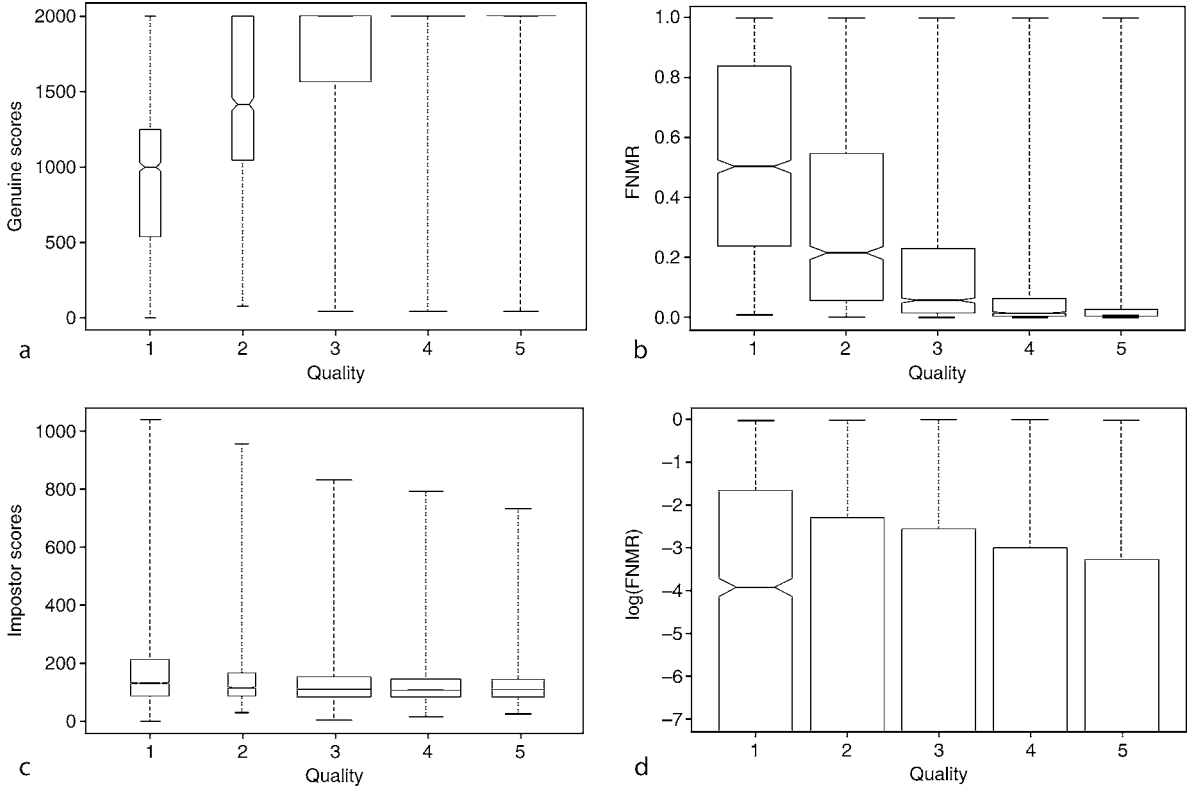 2000
1500
1000
500
0
Genuine scores
1 2 3 4 5
Quality
a
1.0
0.8
0.6
0.4
0.2
0.0
FNMR
1 2 3 4 5
Quality
b
1000
800
600
400
200
0
Impostor scores
1 2 3 4 5
Quality
c
0
−1
−2
−3
−4
−5
−6
−7
log(FNMR)
1 2 3 4 5
Quality
d